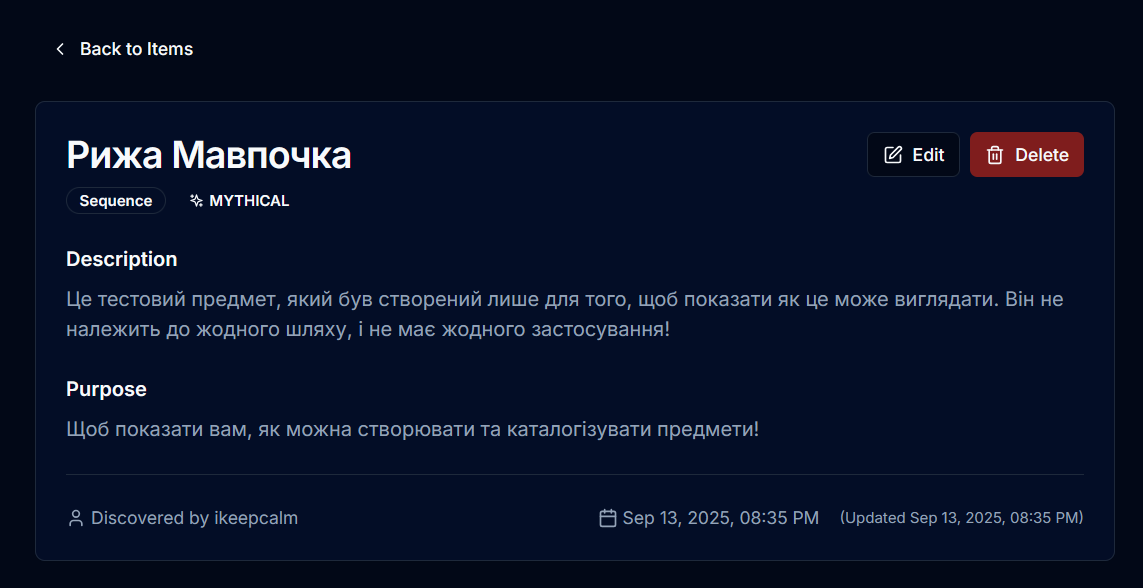 Back to Items
Рижа Мавпочка
Edit
Delete
Sequence
MYTHICAL
Description
Це тестовий предмет, який був створений лише для того, щоб показати як це може виглядати. Він не
належить до жодного шляху, і не має жодного застосування!
Purpose
Щоб показати вам, як можна створювати та каталогізувати предмети!
Discovered by ikeepcalm
Sep 13, 2025, 08:35 PM
(Updated Sep 13, 2025, 08:35 PM)